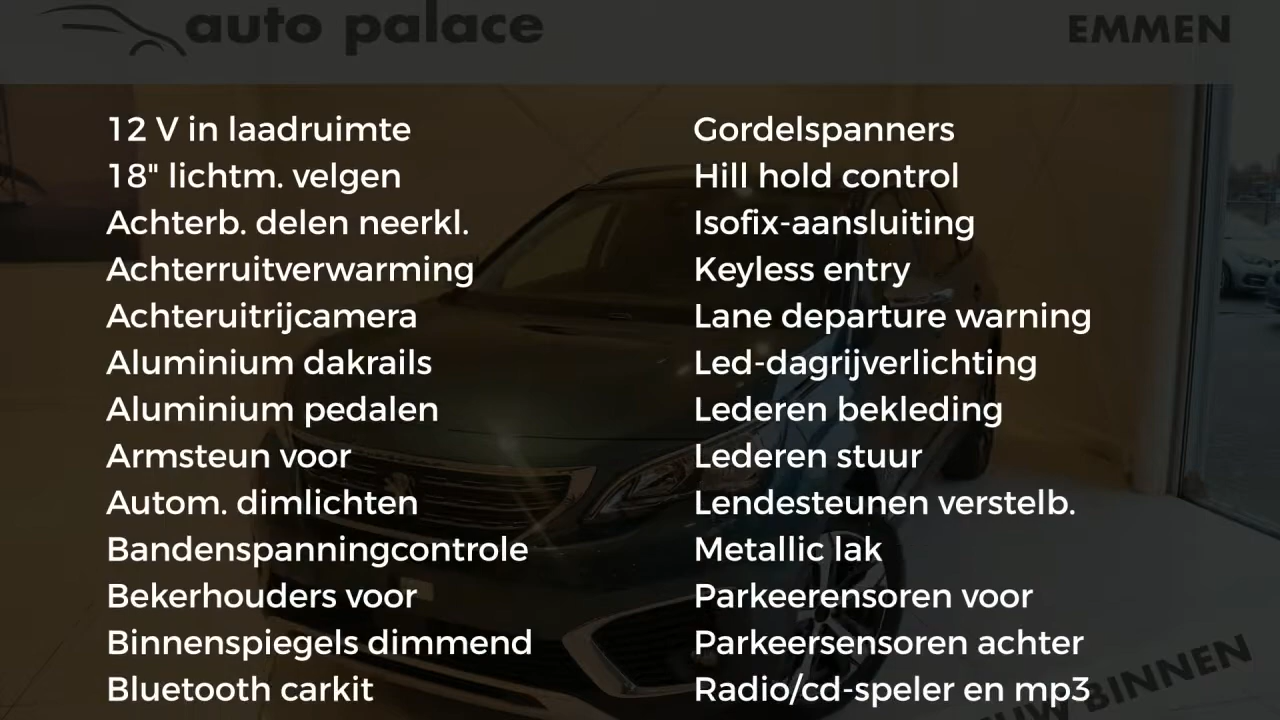 auto palace
EMMEN
12 V in laadruimte
18" lichtm. velgen
Achterb. delen neerkl.
Achterruitverwarming
Achteruitrijcamera
Aluminium dakrails
Aluminium pedalen
Armsteun voor
Autom. dimlichten
Bandenspanningcontrole
Bekerhouders voor
Binnenspiegels dimmend
Bluetooth carkit
Gordelspanners
Hill hold control
Isofix-aansluiting
Keyless entry
Lane departure warning
Led-dagrijverlichting
Lederen bekleding
Lederen stuur
Lendesteunen verstelb.
Metallic lak
Parkeerensoren voor
Parkeersensoren achter
Radio/cd-speler en mp3
BINNEN